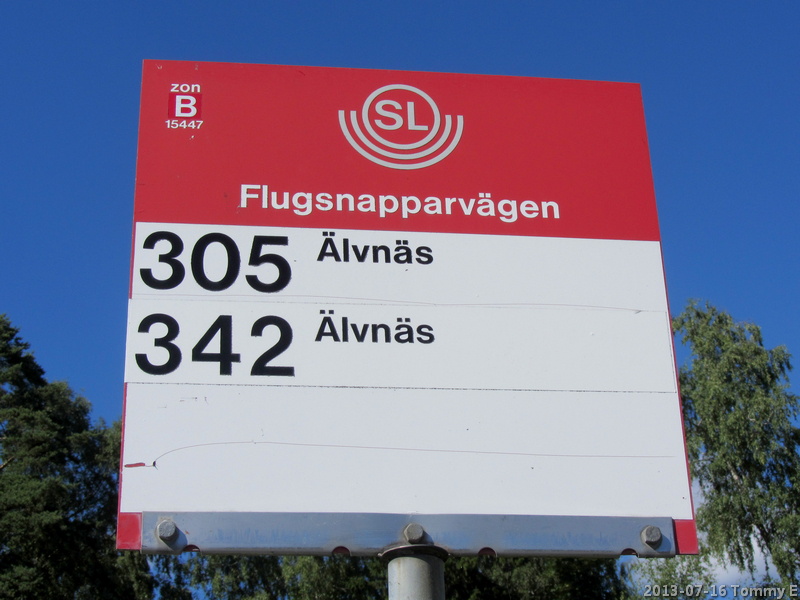 zon
B
15447
SL
Flugsnapparvägen
305 Älvnäs
342 Älvnäs
2013-07-16 Tommy E